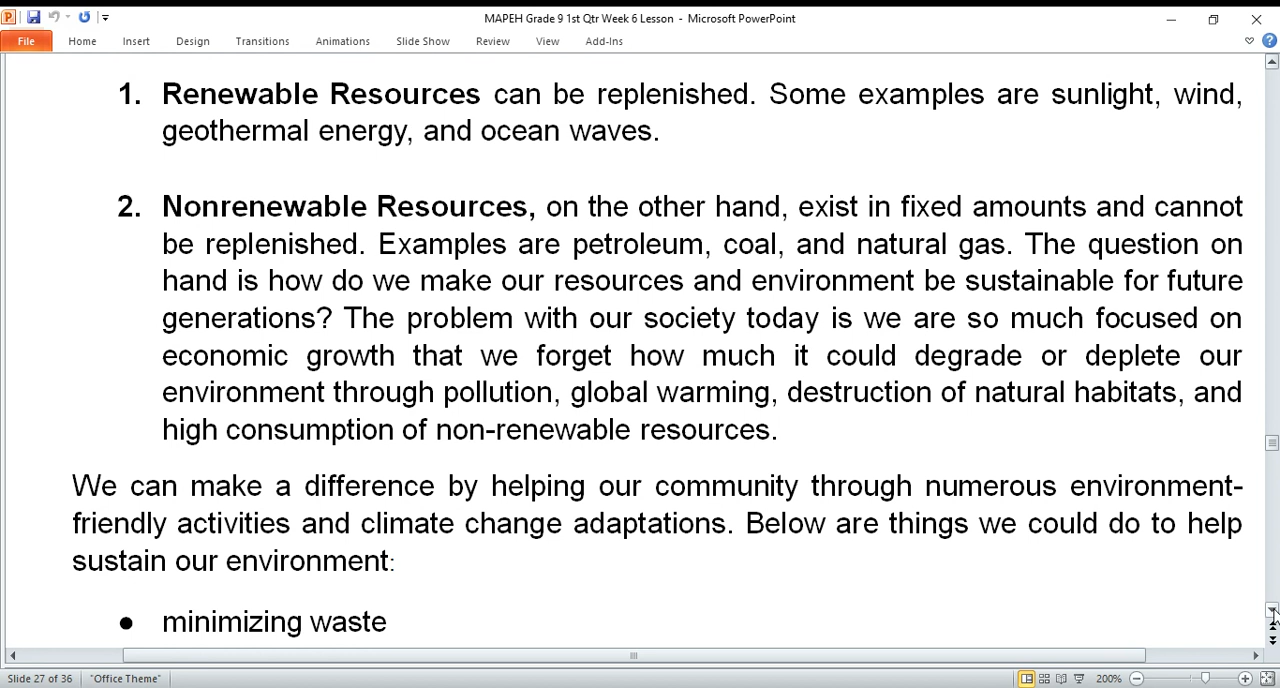 MAPEH Grade 9 1st Qtr Week 6 Lesson - Microsoft PowerPoint
File Home Insert Design Transitions Animations Slide Show Review View Add-Ins
1. Renewable Resources can be replenished. Some examples are sunlight, wind,
geothermal energy, and ocean waves.
2. Nonrenewable Resources, on the other hand, exist in fixed amounts and cannot
be replenished. Examples are petroleum, coal, and natural gas. The question on
hand is how do we make our resources and environment be sustainable for future
generations? The problem with our society today is we are so much focused on
economic growth that we forget how much it could degrade or deplete our
environment through pollution, global warming, destruction of natural habitats, and
high consumption of non-renewable resources.
We can make a difference by helping our community through numerous environment-
friendly activities and climate change adaptations. Below are things we could do to help
sustain our environment:
● minimizing waste
Slide 27 of 36 "Office Theme" 200%